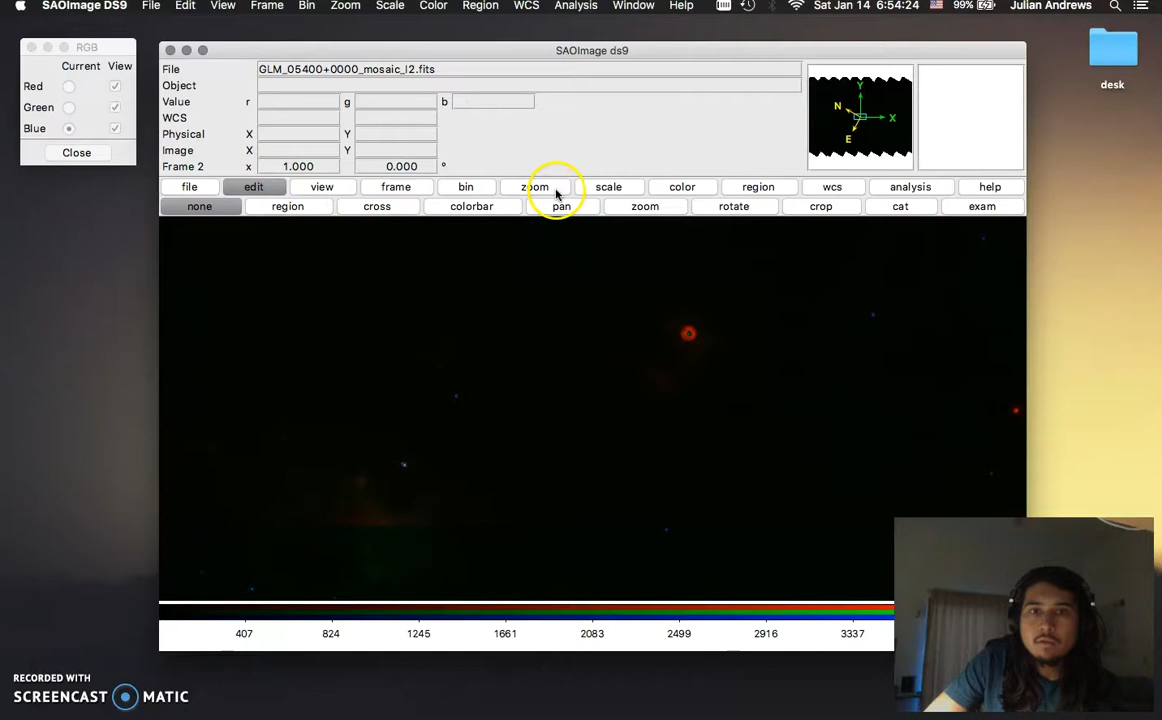 SAOImage DS9 File Edit View Frame Bin Zoom Scale Color Region WCS Analysis Window Help Sat Jan 14 6:54:24 99% Julian Andrews
RGB
Current View
Red
Green
Blue
Close
SAOImage ds9
File GLM_05400+0000_mosaic_I2.fits
Object
Value r g b
WCS
Physical X Y
Image X Y
Frame 2 x 1.000 0.000 °
Y
N
X
E
file edit view frame bin zoom scale color region wcs analysis help
none region cross colorbar pan zoom rotate crop cat exam
407 824 1245 1661 2083 2499 2916 3337
desk
RECORDED WITH
SCREENCAST MATIC